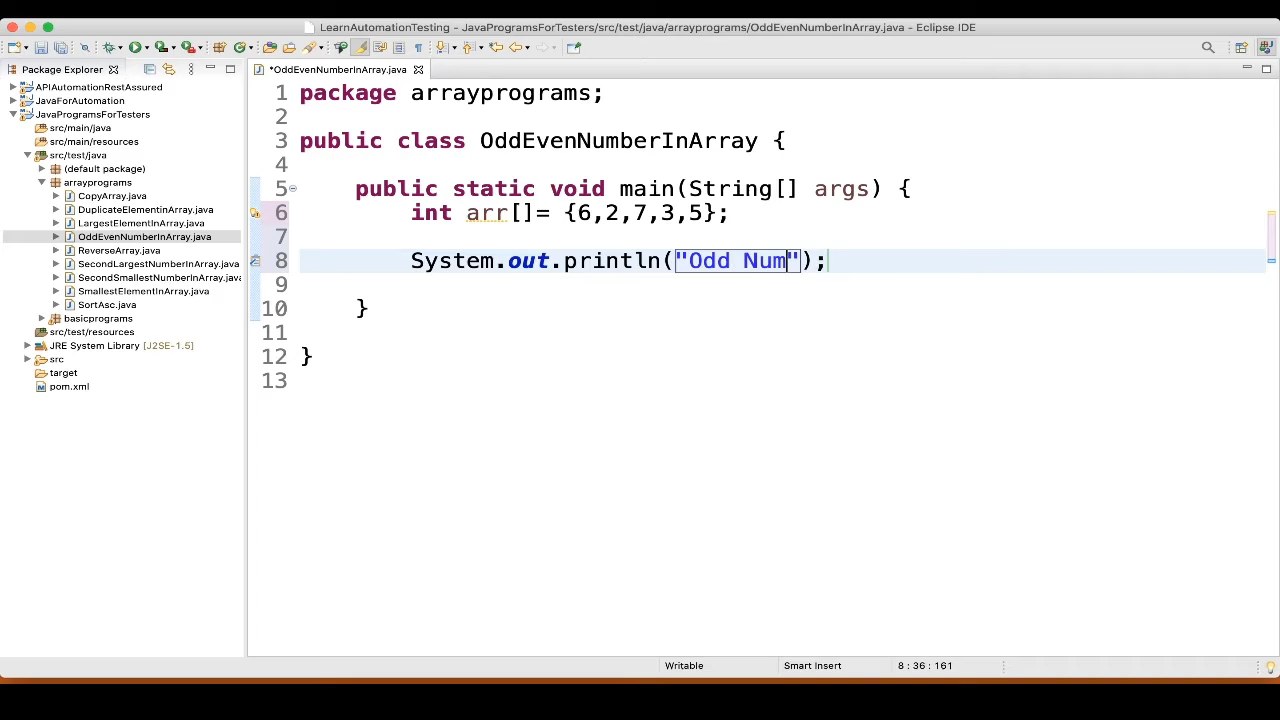 LearnAutomationTesting - JavaProgramsForTesters/src/test/java/arrayprograms/OddEvenNumberInArray.java - Eclipse IDE
Package Explorer
*OddEvenNumberInArray.java
APIAutomationRestAssured
JavaForAutomation
JavaProgramsForTesters
src/main/java
src/main/resources
src/test/java
(default package)
arrayprograms
CopyArray.java
DuplicateElementinArray.java
LargestElementInArray.java
OddEvenNumberInArray.java
ReverseArray.java
SecondLargestNumberInArray.java
SecondSmallestNumberInArray.java
SmallestElementInArray.java
SortAsc.java
basicprograms
src/test/resources
JRE System Library [J2SE-1.5]
src
target
pom.xml
1 package arrayprograms;
2
3 public class OddEvenNumberInArray {
4
5 public static void main(String[] args) {
6 int arr[]= {6,2,7,3,5};
7
8 System.out.println("Odd Num");
9
10 }
11
12 }
13
Writable
Smart Insert
8 : 36 : 161